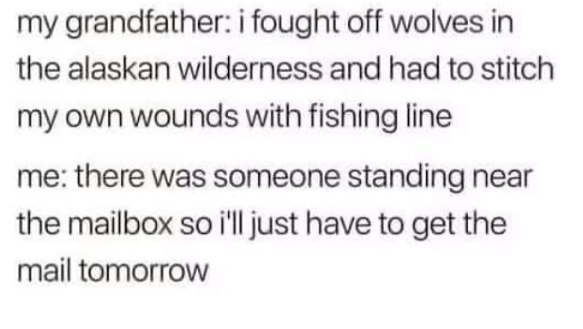 my grandfather: i fought off wolves in
the alaskan wilderness and had to stitch
my own wounds with fishing line
me: there was someone standing near
the mailbox so i'll just have to get the
mail tomorrow